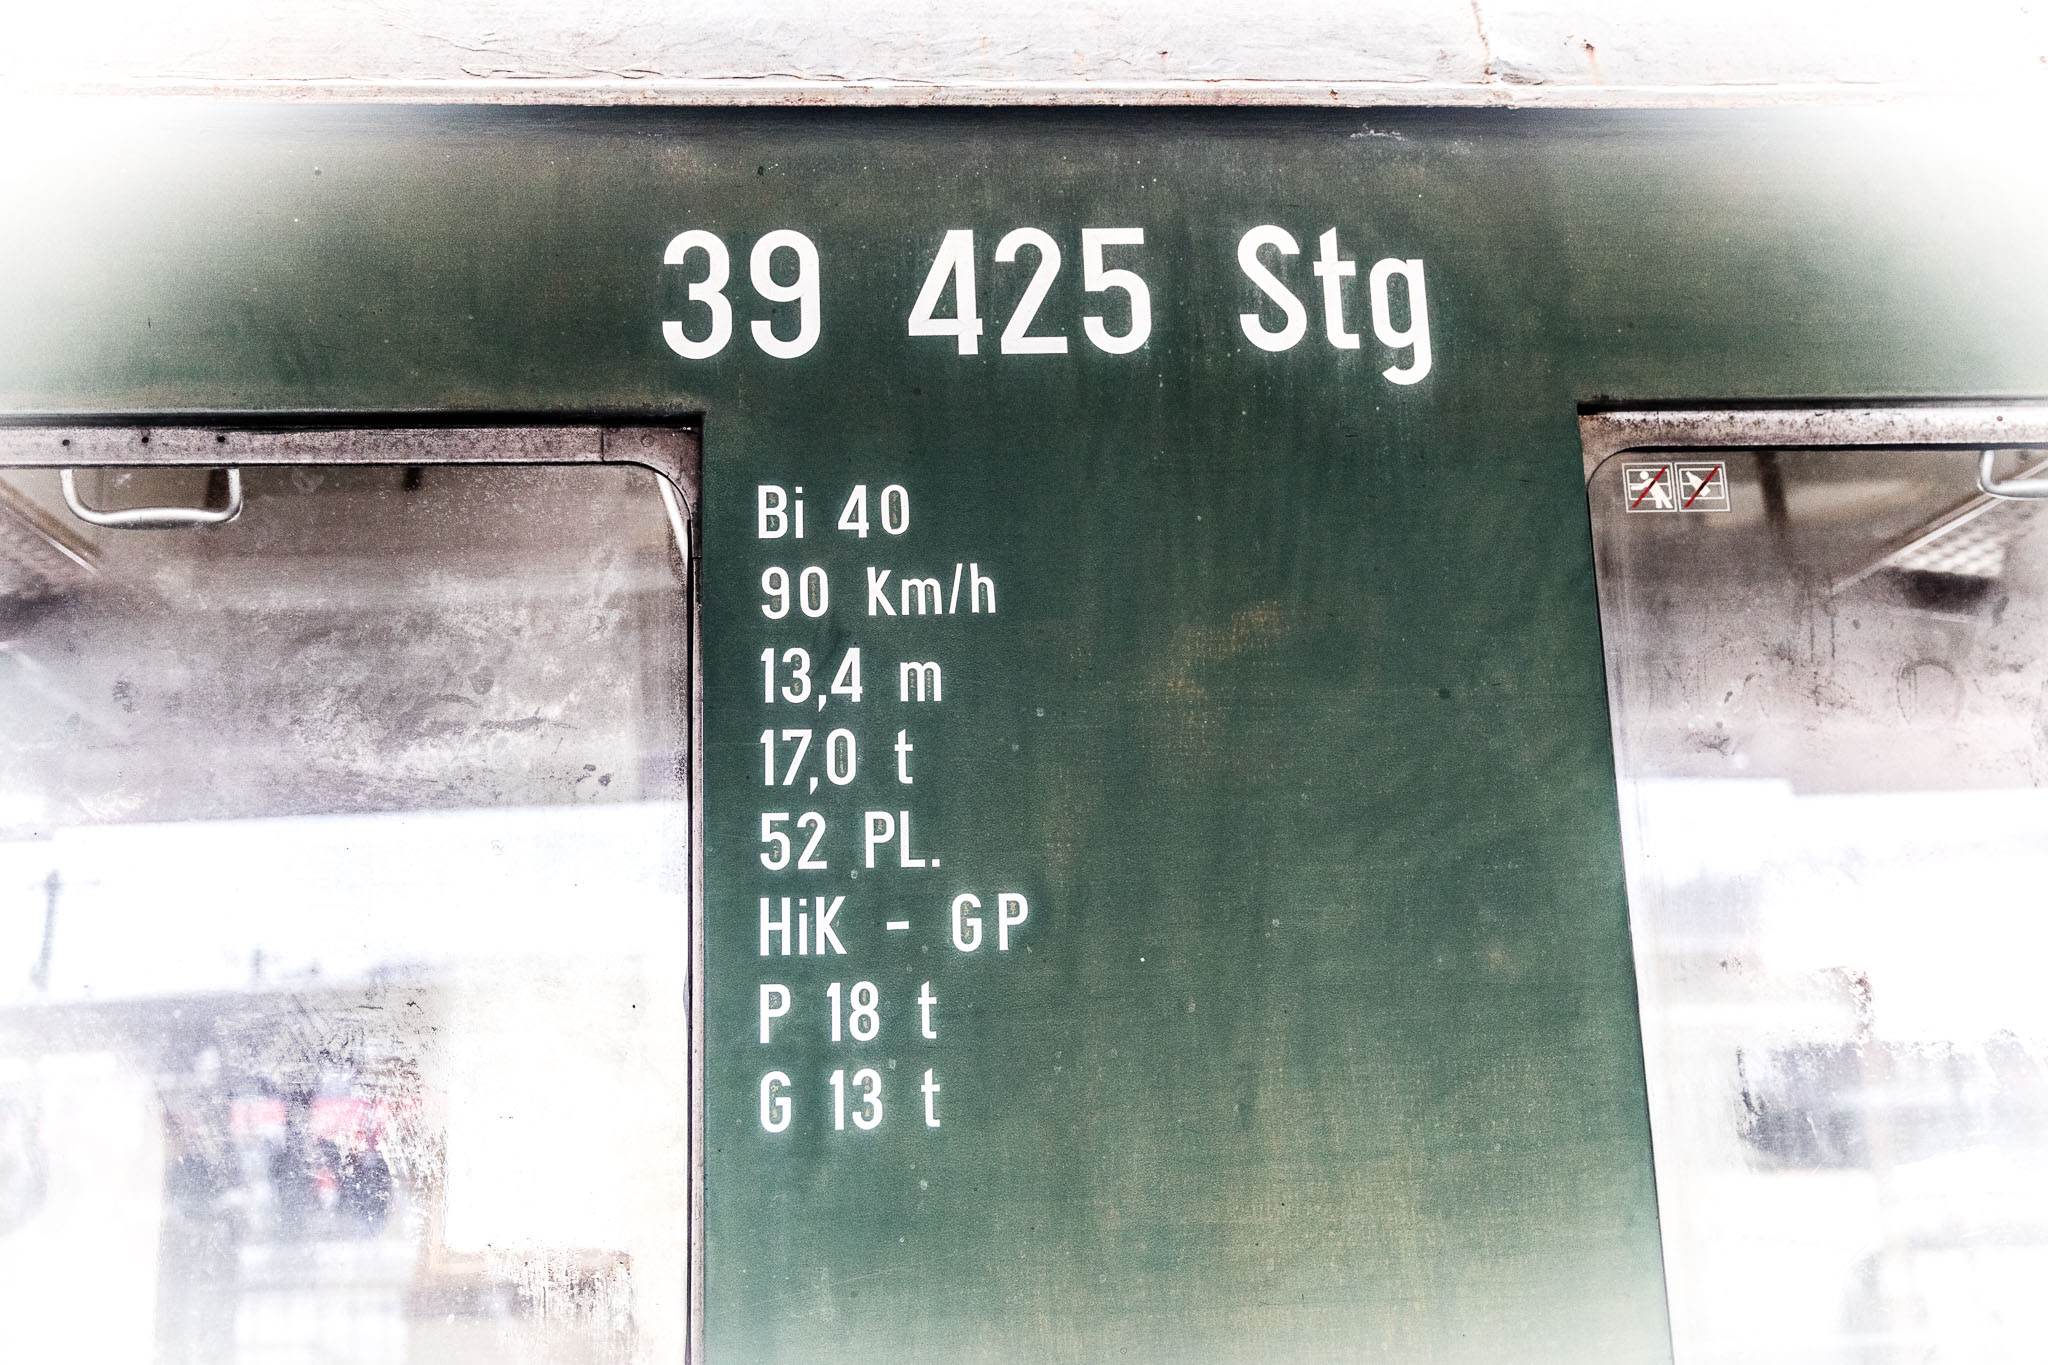 39 425 Stg
Bi 40
90 Km/h
13,4 m
17,0 t
52 PL.
HiK - GP
P 18 t
G 13 t